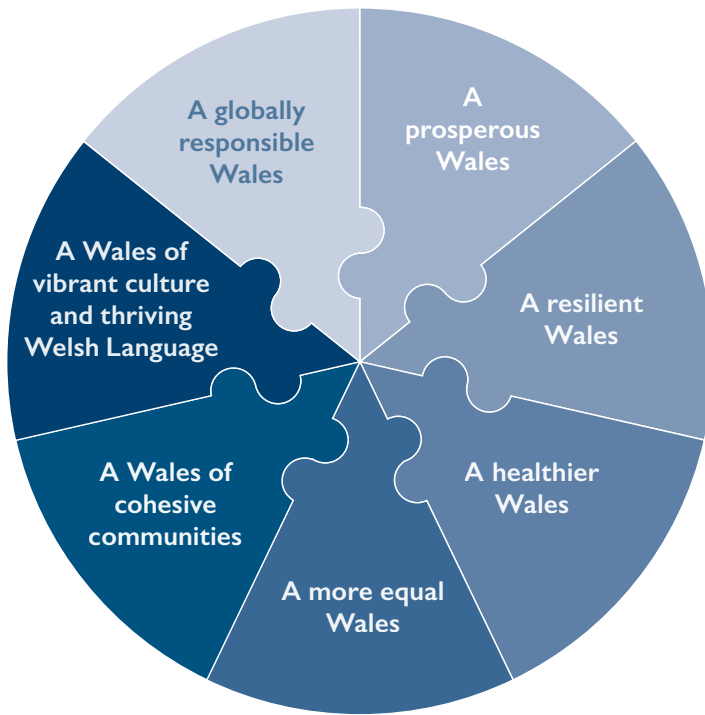 A
prosperous
Wales
A resilient
Wales
A healthier
Wales
A more equal
Wales
A Wales of
cohesive
communities
A Wales of
vibrant culture
and thriving
Welsh Language
A globally
responsible
Wales